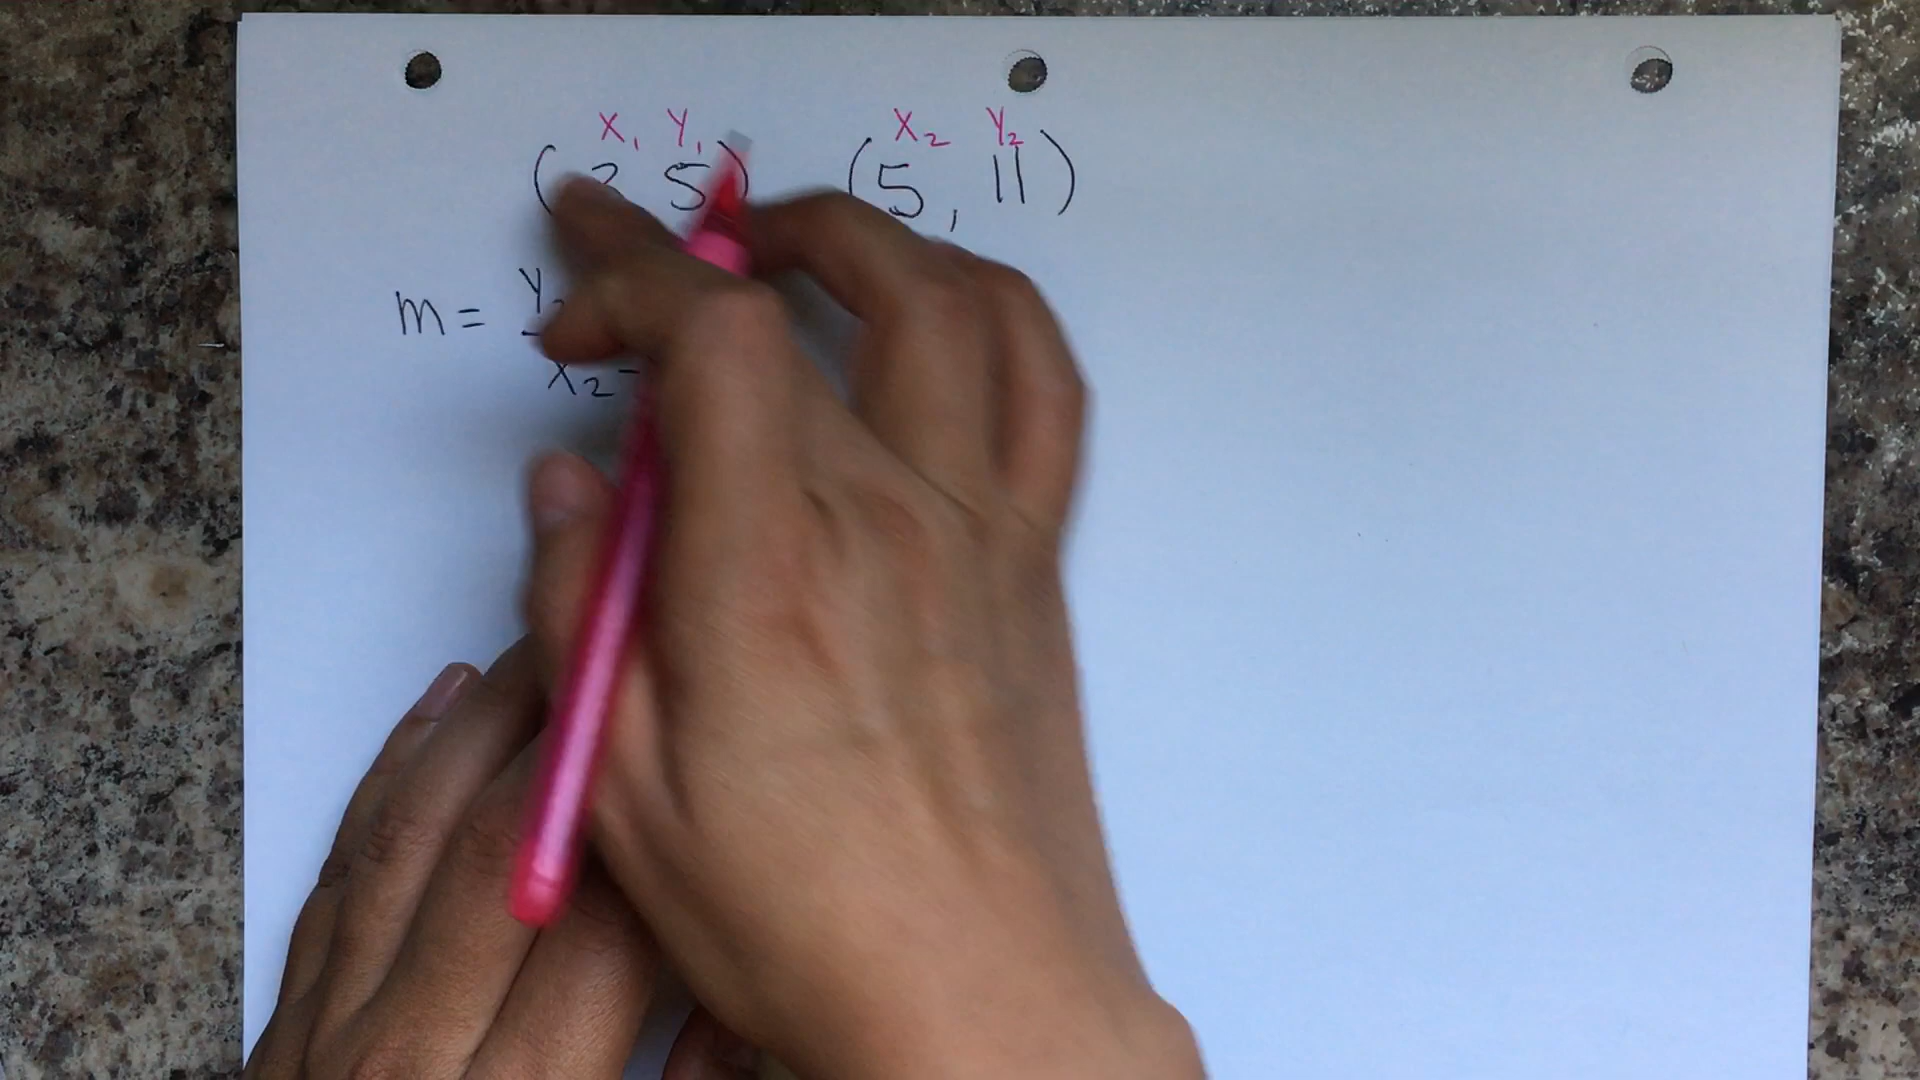 X₁ Y₁ X₂ Y₂
( 5) (5, 11)
m = Y
X₂ -